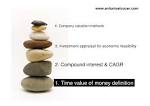 www.antonioalcocer.com
4. Company valuation methods
3. Investment appraisal for economic feasibility
2. Compound interest & CAGR
1. Time value of money definition